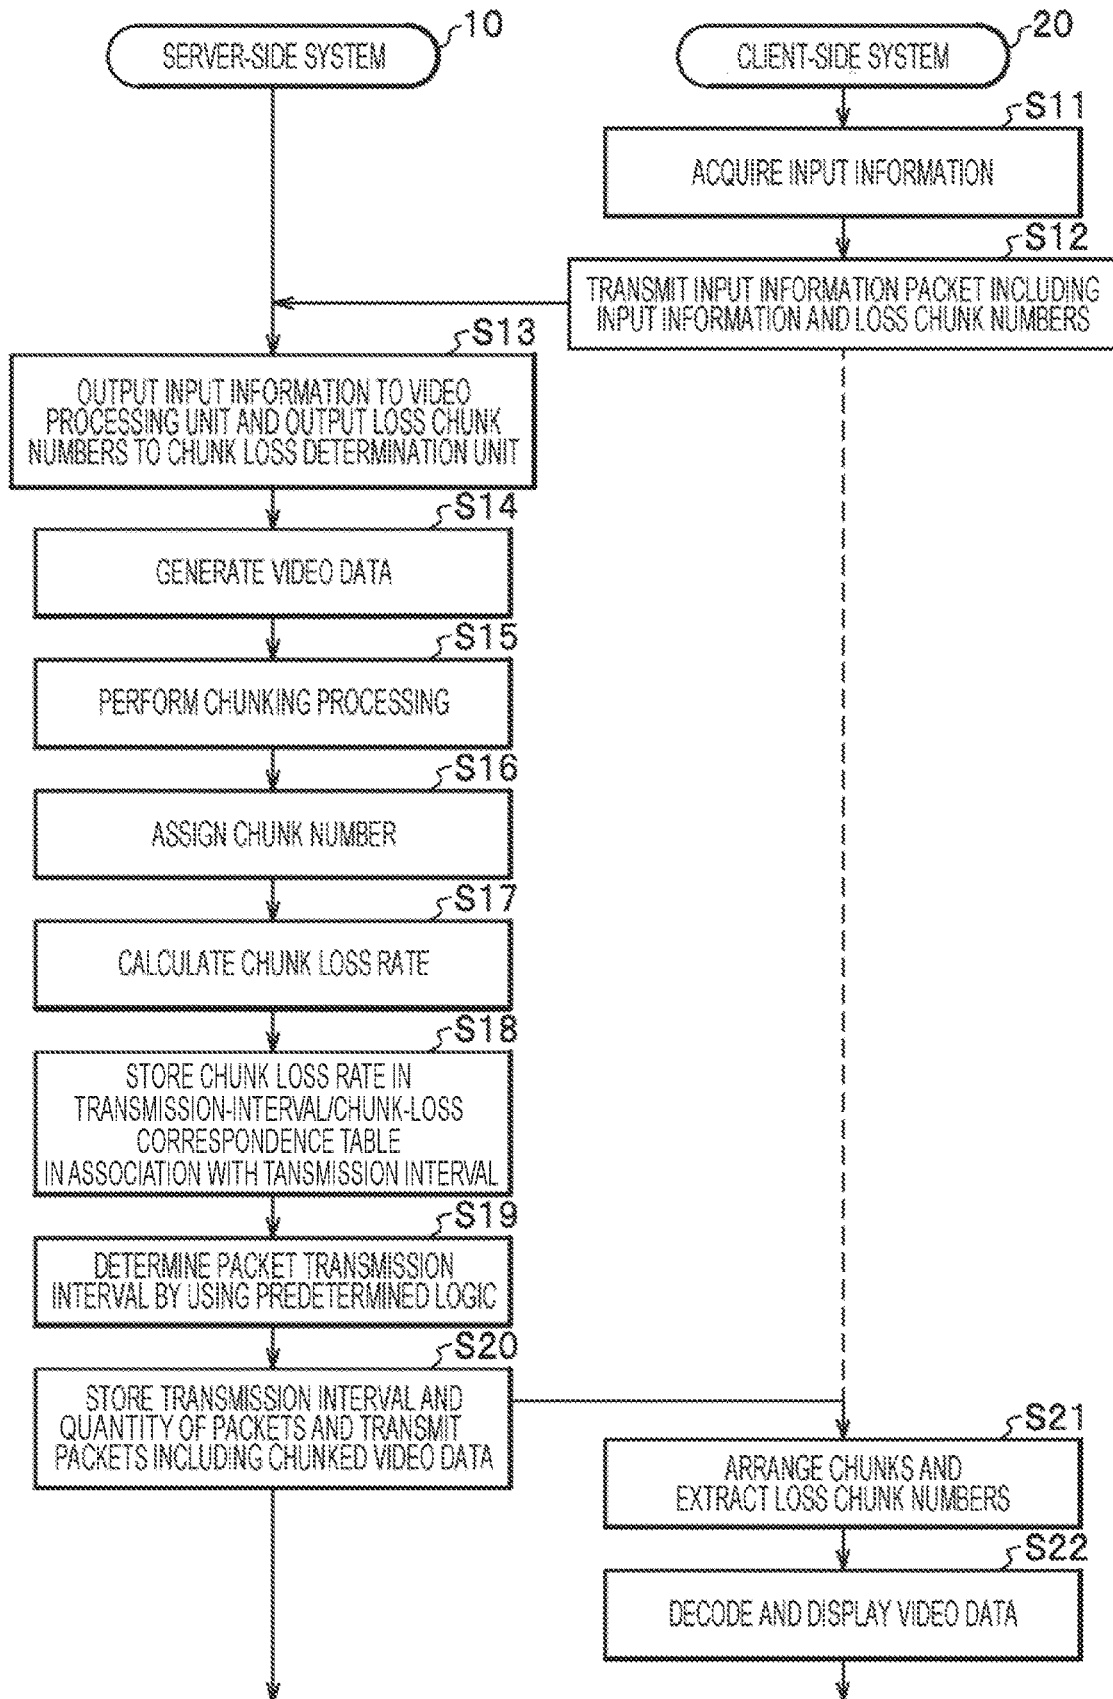 10
SERVER-SIDE SYSTEM
20
CLIENT-SIDE SYSTEM
S11
ACQUIRE INPUT INFORMATION
S12
TRANSMIT INPUT INFORMATION PACKET INCLUDING
INPUT INFORMATION AND LOSS CHUNK NUMBERS
S13
OUTPUT INPUT INFORMATION TO VIDEO
PROCESSING UNIT AND OUTPUT LOSS CHUNK
NUMBERS TO CHUNK LOSS DETERMINATION UNIT
S14
GENERATE VIDEO DATA
S15
PERFORM CHUNKING PROCESSING
S16
ASSIGN CHUNK NUMBER
S17
CALCULATE CHUNK LOSS RATE
S18
STORE CHUNK LOSS RATE IN
TRANSMISSION-INTERVAL/CHUNK-LOSS
CORRESPONDENCE TABLE
IN ASSOCIATION WITH TANSMISSION INTERVAL
S19
DETERMINE PACKET TRANSMISSION
INTERVAL BY USING PREDETERMINED LOGIC
S20
STORE TRANSMISSION INTERVAL AND
QUANTITY OF PACKETS AND TRANSMIT
PACKETS INCLUDING CHUNKED VIDEO DATA
S21
ARRANGE CHUNKS AND
EXTRACT LOSS CHUNK NUMBERS
S22
DECODE AND DISPLAY VIDEO DATA